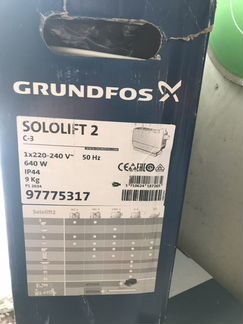 GRUNDFOS
SOLOLIFT 2
C-3
1x220-240 V~ 50 Hz
640 W
IP44
9 Kg
97775317
Sololift2